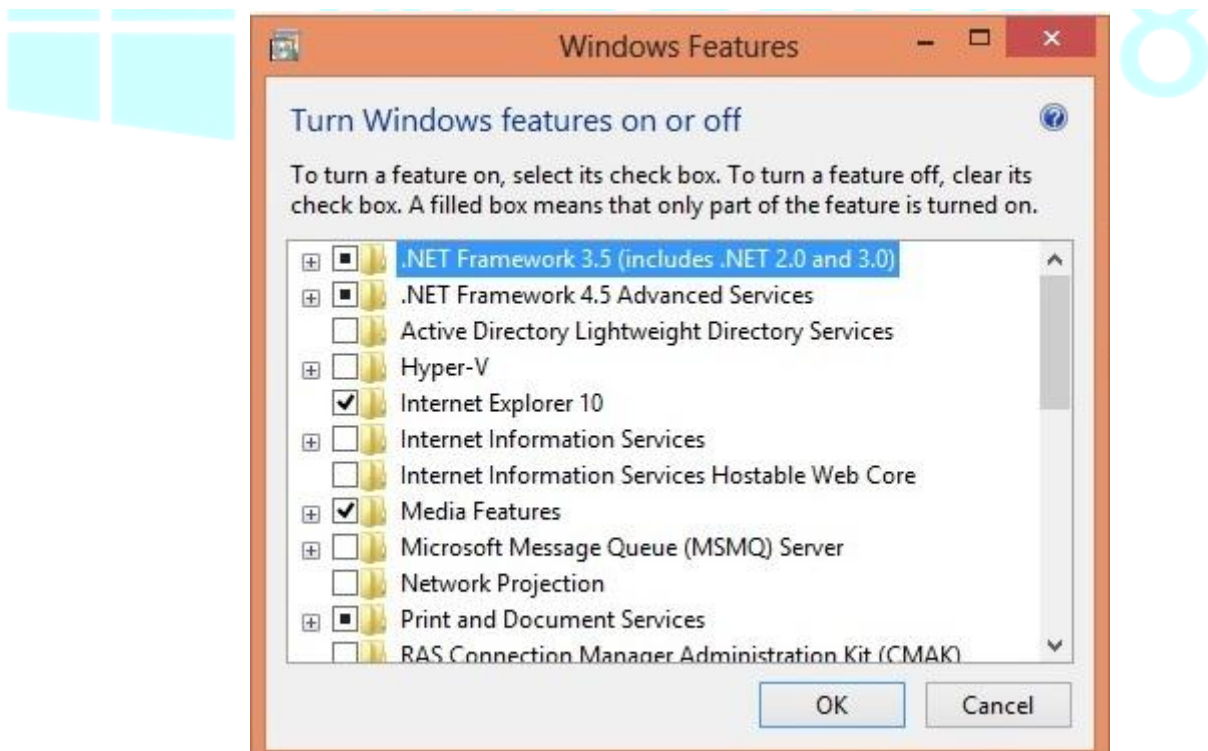 Windows Features
Turn Windows features on or off
To turn a feature on, select its check box. To turn a feature off, clear its
check box. A filled box means that only part of the feature is turned on.
.NET Framework 3.5 (includes .NET 2.0 and 3.0)
.NET Framework 4.5 Advanced Services
Active Directory Lightweight Directory Services
Hyper-V
Internet Explorer 10
Internet Information Services
Internet Information Services Hostable Web Core
Media Features
Microsoft Message Queue (MSMQ) Server
Network Projection
Print and Document Services
RAS Connection Manager Administration Kit (CMAK)
OK Cancel